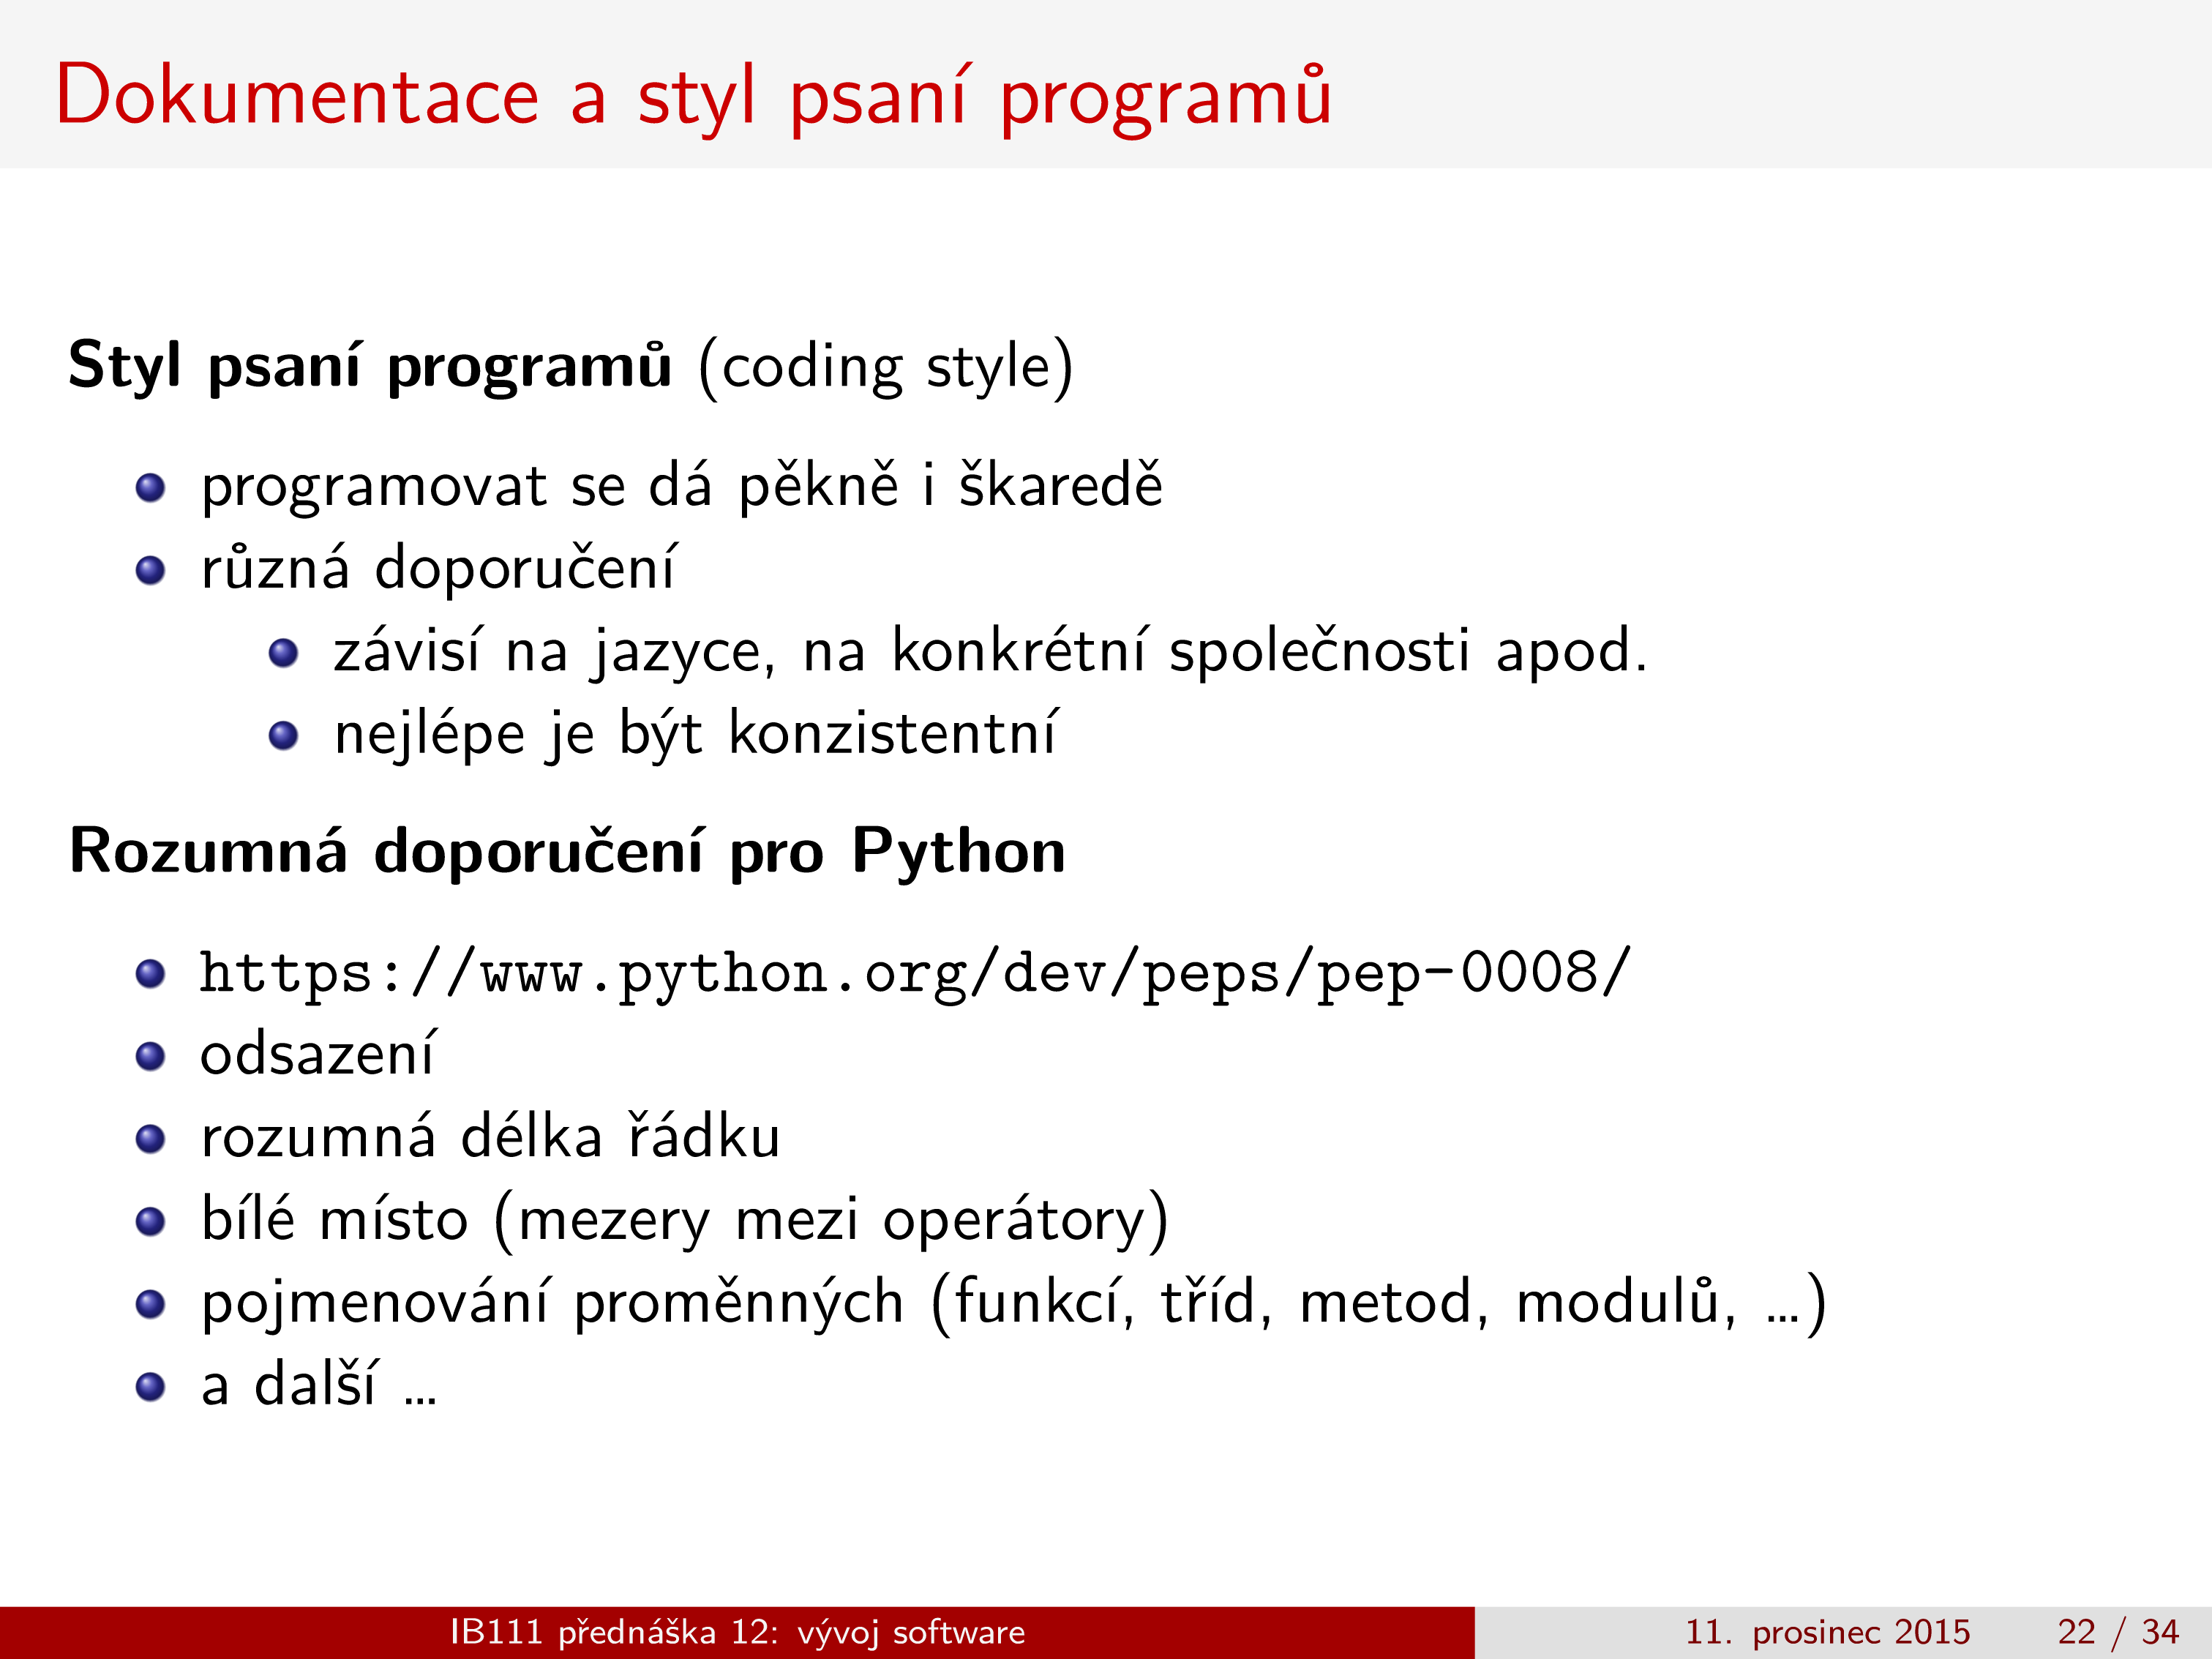 Dokumentace a styl psaní programů
Styl psaní programů (coding style)
programovat se dá pěkně i škaredě
různá doporučení
závisí na jazyce, na konkrétní společnosti apod.
nejlépe je být konzistentní
Rozumná doporučení pro Python
https://www.python.org/dev/peps/pep-0008/
odsazení
rozumná délka řádku
bílé místo (mezery mezi operátory)
pojmenování proměnných (funkcí, tříd, metod, modulů, …)
a další …
IB111 přednáška 12: vývoj software 11. prosinec 2015 22 / 34